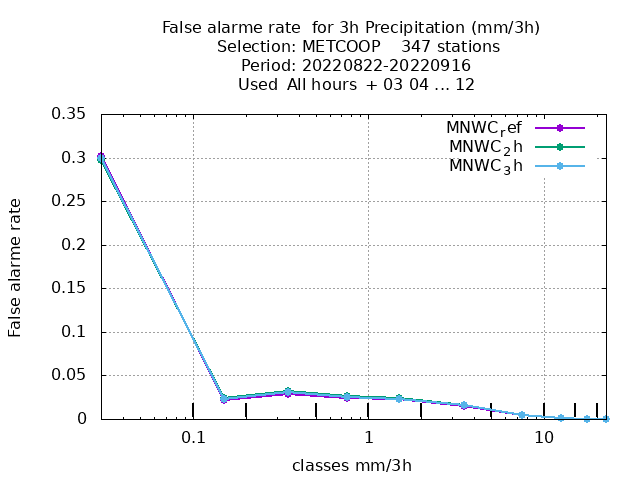 False alarme rate  for 3h Precipitation (mm/3h)
Selection: METCOOP    347 stations
Period: 20220822-20220916
Used  All hours  + 03 04 ... 12
0.35
0.3
0.25
0.2
0.15
0.1
0.05
0
False alarme rate
MNWC_ref
MNWC_2h
MNWC_3h
0.1 1 10
classes mm/3h